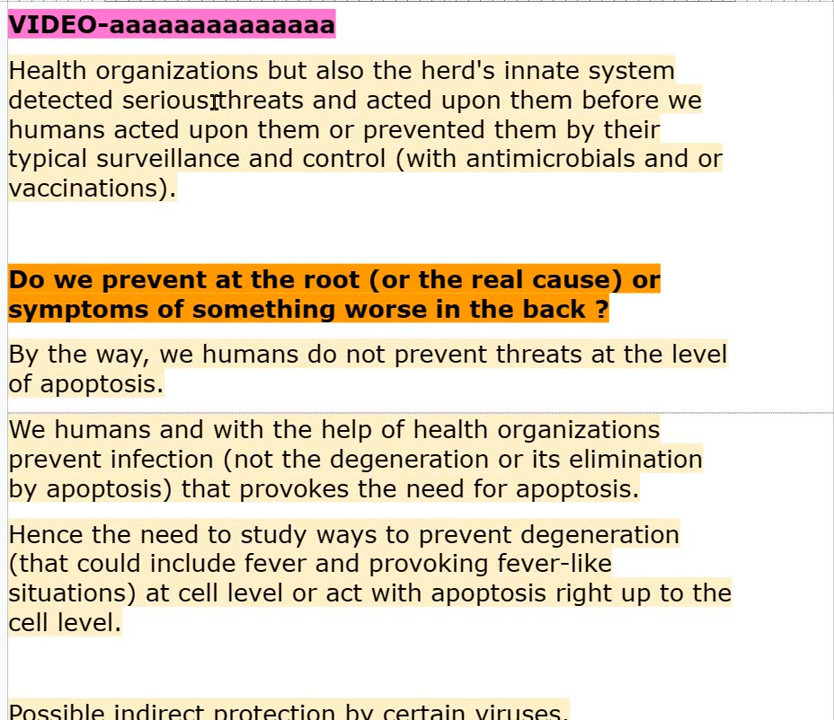 VIDEO-aaaaaaaaaaaaaa
Health organizations but also the herd's innate system
detected serious threats and acted upon them before we
humans acted upon them or prevented them by their
typical surveillance and control (with antimicrobials and or
vaccinations).
Do we prevent at the root (or the real cause) or
symptoms of something worse in the back ?
By the way, we humans do not prevent threats at the level
of apoptosis.
We humans and with the help of health organizations
prevent infection (not the degeneration or its elimination
by apoptosis) that provokes the need for apoptosis.
Hence the need to study ways to prevent degeneration
(that could include fever and provoking fever-like
situations) at cell level or act with apoptosis right up to the
cell level.
Possible indirect protection by certain viruses.